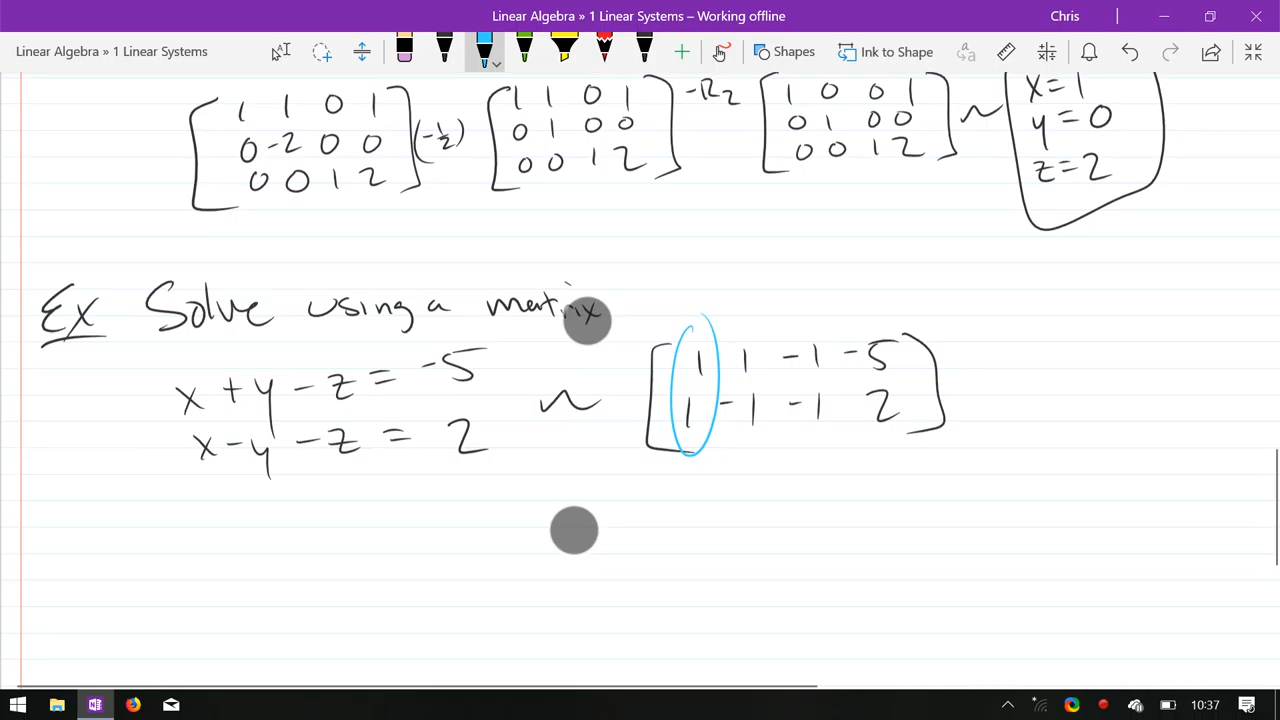 Linear Algebra » 1 Linear Systems – Working offline
Chris
Linear Algebra » 1 Linear Systems
Shapes
Ink to Shape
1 1 0 1
0 -2 0 0
0 0 1 2
(-1/2)
1 1 0 1
0 1 0 0
0 0 1 2
-R2
1 0 0 1
0 1 0 0
0 0 1 2
~
x=1
y=0
z=2
Ex Solve using a matrix
x+y-z=-5
x-y-z=2
~
1 1 -1 -5
1 -1 -1 2
10:37